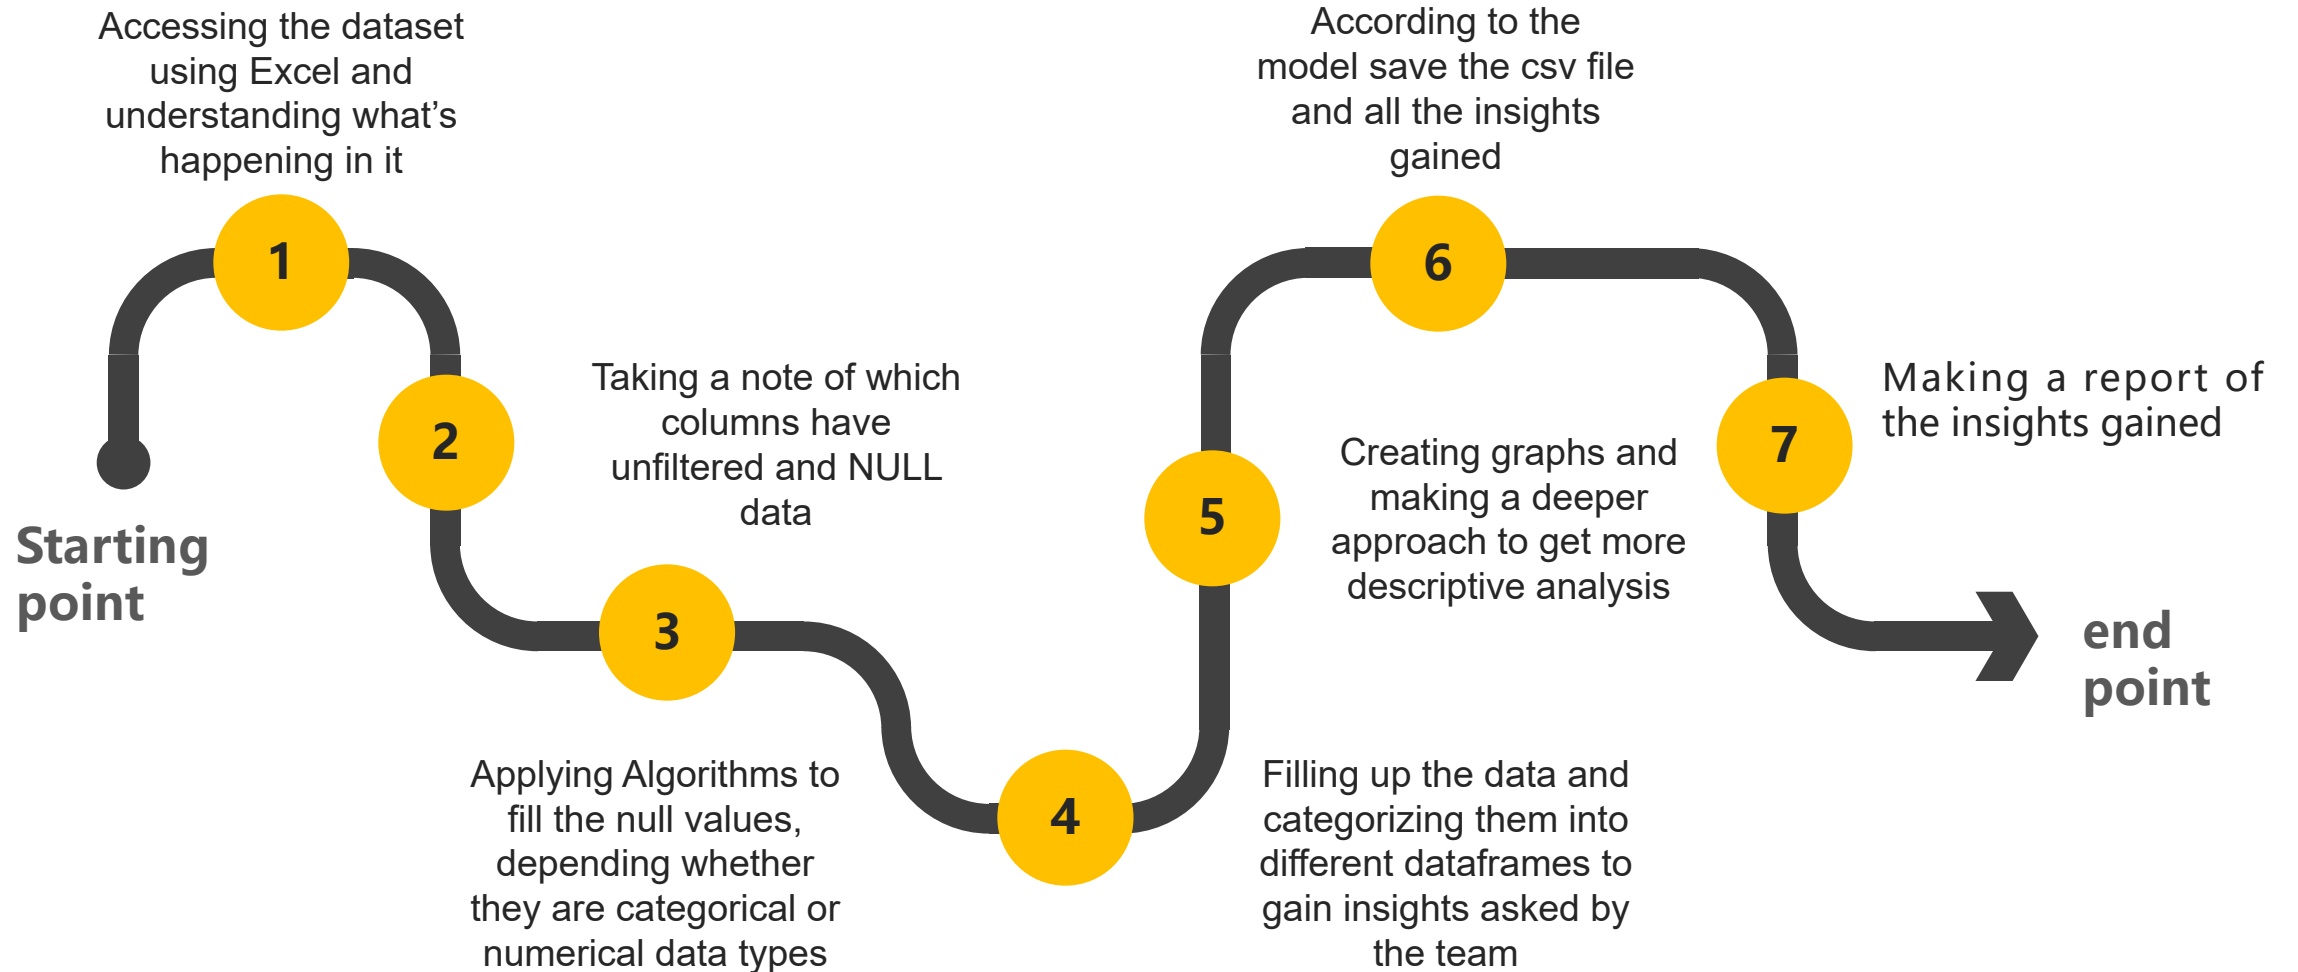 Accessing the dataset
using Excel and
understanding what’s
happening in it
1
Starting
point
2
Taking a note of which
columns have
unfiltered and NULL
data
3
Applying Algorithms to
fill the null values,
depending whether
they are categorical or
numerical data types
4
Filling up the data and
categorizing them into
different dataframes to
gain insights asked by
the team
5
Creating graphs and
making a deeper
approach to get more
descriptive analysis
According to the
model save the csv file
and all the insights
gained
6
7
Making a report of
the insights gained
end
point